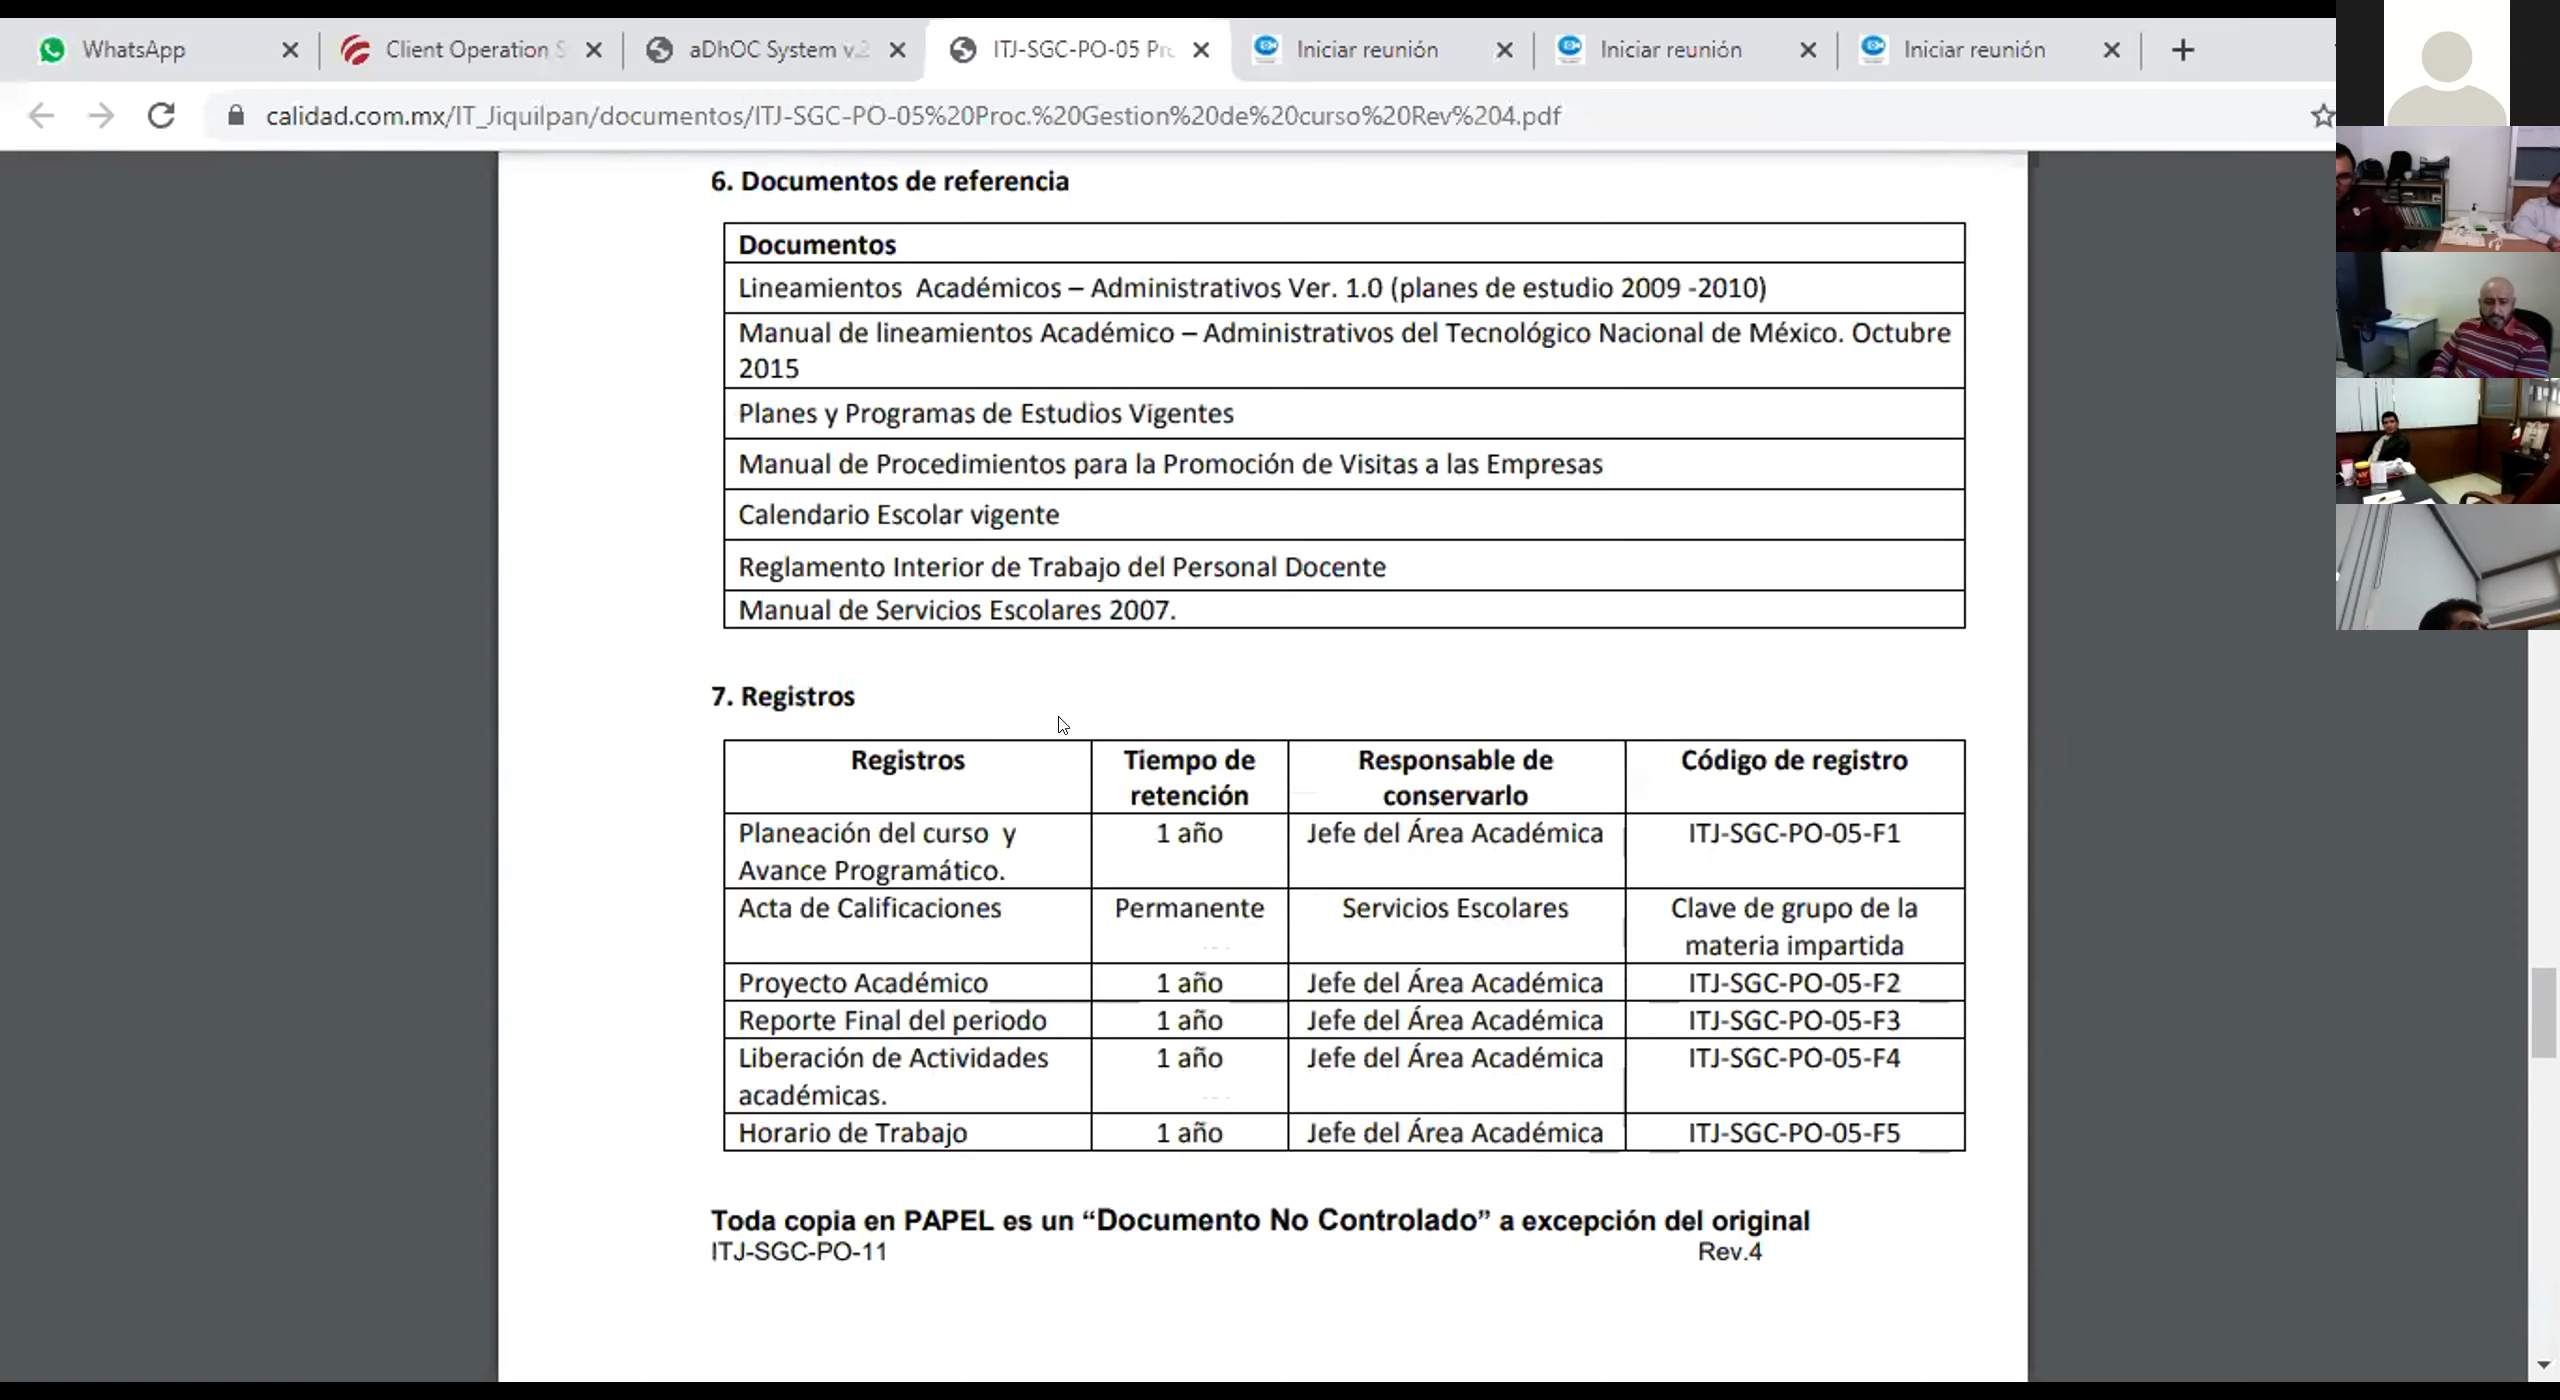 WhatsApp
Client Operation S
aDhOC System v.2
ITJ-SGC-PO-05 Pro
Iniciar reunión
Iniciar reunión
Iniciar reunión
calidad.com.mx/IT_Jiquilpan/documentos/ITJ-SGC-PO-05%20Proc.%20Gestion%20de%20curso%20Rev%204.pdf
6. Documentos de referencia
Documentos
Lineamientos Académicos – Administrativos Ver. 1.0 (planes de estudio 2009 -2010)
Manual de lineamientos Académico – Administrativos del Tecnológico Nacional de México. Octubre
2015
Planes y Programas de Estudios Vigentes
Manual de Procedimientos para la Promoción de Visitas a las Empresas
Calendario Escolar vigente
Reglamento Interior de Trabajo del Personal Docente
Manual de Servicios Escolares 2007.
7. Registros
Registros Tiempo de Responsable de Código de registro
retención conservarlo
Planeación del curso y 1 año Jefe del Área Académica ITJ-SGC-PO-05-F1
Avance Programático.
Acta de Calificaciones Permanente Servicios Escolares Clave de grupo de la
materia impartida
Proyecto Académico 1 año Jefe del Área Académica ITJ-SGC-PO-05-F2
Reporte Final del periodo 1 año Jefe del Área Académica ITJ-SGC-PO-05-F3
Liberación de Actividades 1 año Jefe del Área Académica ITJ-SGC-PO-05-F4
académicas.
Horario de Trabajo 1 año Jefe del Área Académica ITJ-SGC-PO-05-F5
Toda copia en PAPEL es un “Documento No Controlado” a excepción del original
ITJ-SGC-PO-11 Rev.4